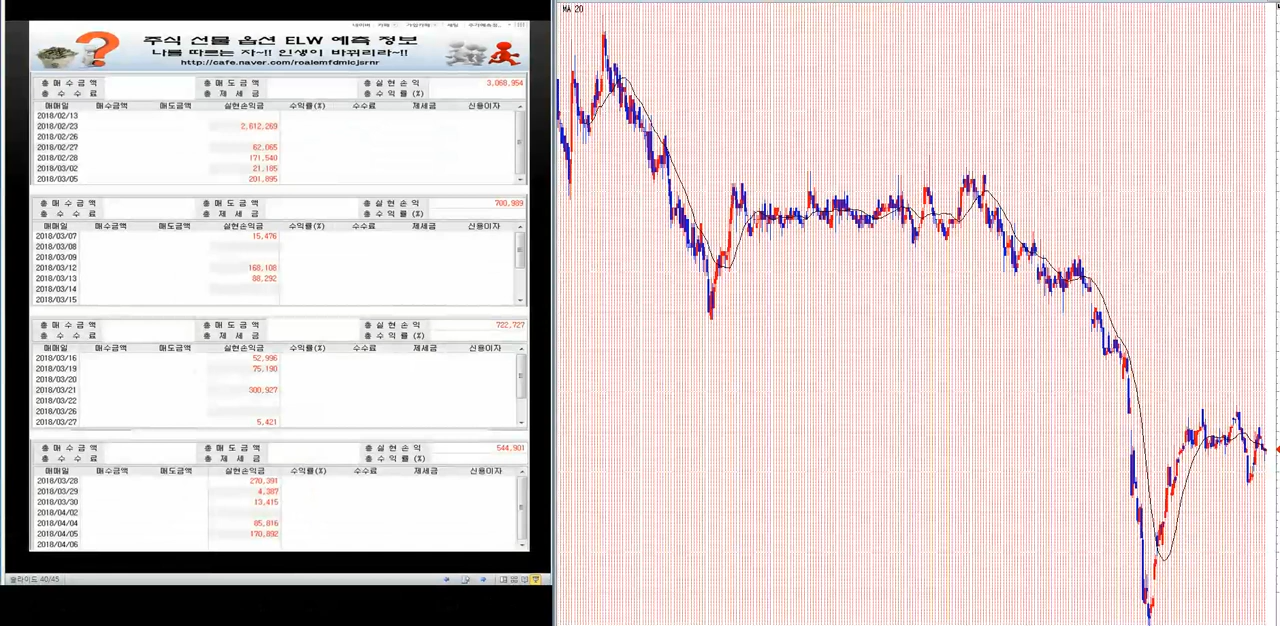 MA 20
주식 선물 옵션 ELW 예측 정보
나를 따르는 자~!! 인생이 바뀌리라~!!
http://cafe.naver.com/roalemfdmlcjsrnr
총 매 수 금 액 총 매 도 금 액 총 실 현 손 익 3,068,954
총 수 수 료 총 제 세 금 총 수 익 률 (%)
매매일 매수금액 매도금액 실현손익금 수익률(%) 수수료 제세금 신용이자
2018/02/13
2018/02/23 2,612,269
2018/02/26
2018/02/27 62,065
2018/02/28 171,540
2018/03/02 21,185
2018/03/05 201,895
총 매 수 금 액 총 매 도 금 액 총 실 현 손 익 700,989
총 수 수 료 총 제 세 금 총 수 익 률 (%)
매매일 매수금액 매도금액 실현손익금 수익률(%) 수수료 제세금 신용이자
2018/03/07 15,476
2018/03/08
2018/03/09
2018/03/12 168,108
2018/03/13 88,292
2018/03/14
2018/03/15
총 매 수 금 액 총 매 도 금 액 총 실 현 손 익 722,727
총 수 수 료 총 제 세 금 총 수 익 률 (%)
매매일 매수금액 매도금액 실현손익금 수익률(%) 수수료 제세금 신용이자
2018/03/16 52,996
2018/03/19 75,190
2018/03/20
2018/03/21 300,927
2018/03/22
2018/03/26
2018/03/27 5,421
총 매 수 금 액 총 매 도 금 액 총 실 현 손 익 544,901
총 수 수 료 총 제 세 금 총 수 익 률 (%)
매매일 매수금액 매도금액 실현손익금 수익률(%) 수수료 제세금 신용이자
2018/03/28 270,391
2018/03/29 4,387
2018/03/30 13,415
2018/04/02
2018/04/04 85,816
2018/04/05 170,892
2018/04/06
슬라이드 40/45